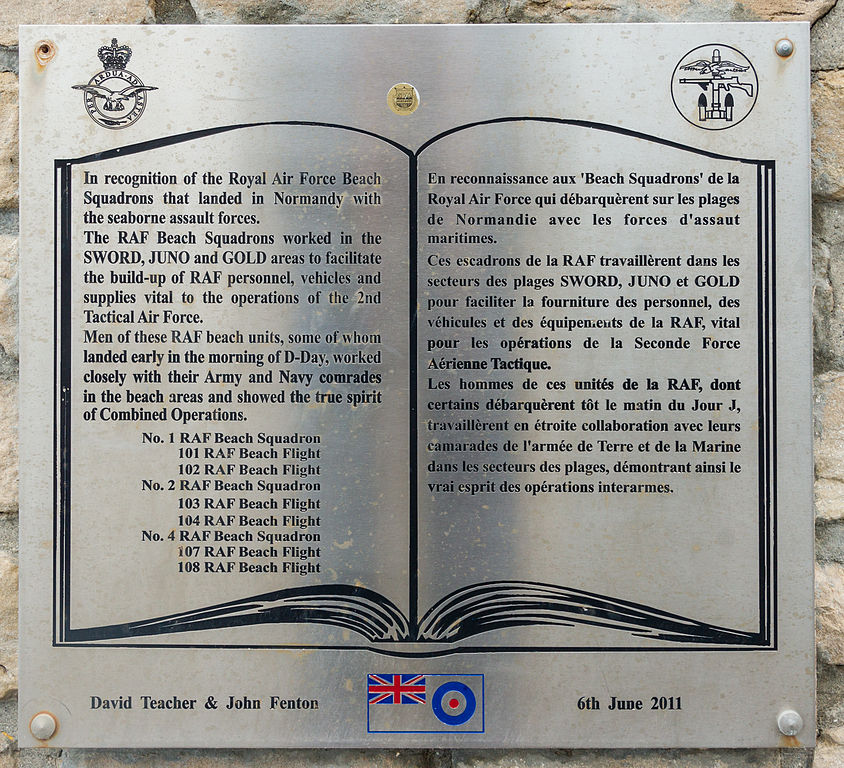 PER ARDUA AD ASTRA
In recognition of the Royal Air Force Beach
Squadrons that landed in Normandy with
the seaborne assault forces.
The RAF Beach Squadrons worked in the
SWORD, JUNO and GOLD areas to facilitate
the build-up of RAF personnel, vehicles and
supplies vital to the operations of the 2nd
Tactical Air Force.
Men of these RAF beach units, some of whom
landed early in the morning of D-Day, worked
closely with their Army and Navy comrades
in the beach areas and showed the true spirit
of Combined Operations.
No. 1 RAF Beach Squadron
101 RAF Beach Flight
102 RAF Beach Flight
No. 2 RAF Beach Squadron
103 RAF Beach Flight
104 RAF Beach Flight
No. 4 RAF Beach Squadron
107 RAF Beach Flight
108 RAF Beach Flight
En reconnaissance aux 'Beach Squadrons' de la
Royal Air Force qui débarquèrent sur les plages
de Normandie avec les forces d'assaut
maritimes.
Ces escadrons de la RAF travaillèrent dans les
secteurs des plages SWORD, JUNO et GOLD
pour faciliter la fourniture des personnel, des
véhicules et des équipements de la RAF, vital
pour les opérations de la Seconde Force
Aérienne Tactique.
Les hommes de ces unités de la RAF, dont
certains débarquèrent tôt le matin du Jour J,
travaillèrent en étroite collaboration avec leurs
camarades de l'armée de Terre et de la Marine
dans les secteurs des plages, démontrant ainsi le
vrai esprit des opérations interarmes.
David Teacher & John Fenton
6th June 2011